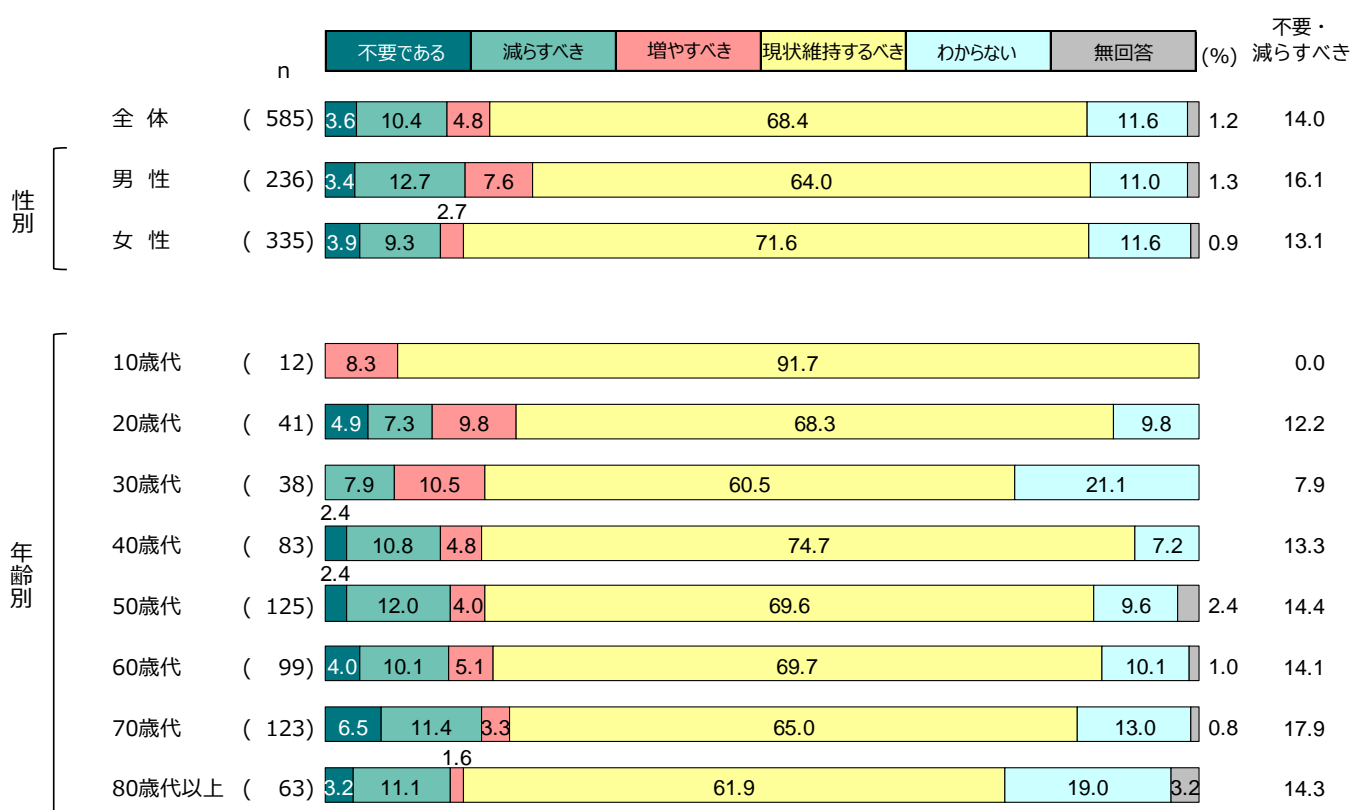 不要・
不要である 減らすべき 増やすべき 現状維持するべき わからない 無回答 (%) 減らすべき
n
全 体 ( 585) 3.6 10.4 4.8 68.4 11.6 1.2 14.0
性別
男 性 ( 236) 3.4 12.7 7.6 64.0 11.0 1.3 16.1
2.7
女 性 ( 335) 3.9 9.3 71.6 11.6 0.9 13.1
年齢別
10歳代 ( 12) 8.3 91.7 0.0
20歳代 ( 41) 4.9 7.3 9.8 68.3 9.8 12.2
30歳代 ( 38) 7.9 10.5 60.5 21.1 7.9
2.4
40歳代 ( 83) 10.8 4.8 74.7 7.2 13.3
2.4
50歳代 ( 125) 12.0 4.0 69.6 9.6 2.4 14.4
60歳代 ( 99) 4.0 10.1 5.1 69.7 10.1 1.0 14.1
70歳代 ( 123) 6.5 11.4 3.3 65.0 13.0 0.8 17.9
1.6
80歳代以上 ( 63) 3.2 11.1 61.9 19.0 3.2 14.3